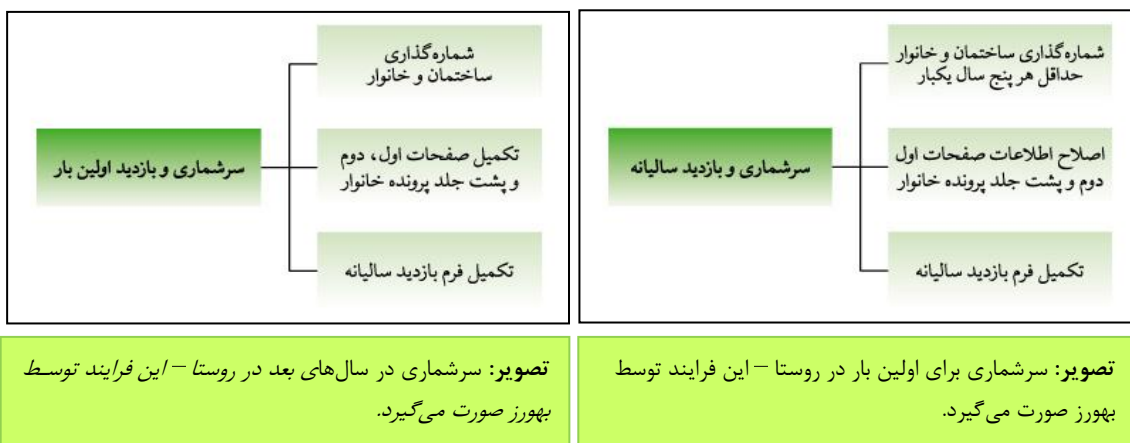 شماره‌گذاری ساختمان و خانوار
حداقل هر پنج سال یکبار
سرشماری و بازدید سالیانه
اصلاح اطلاعات صفحات اول
دوم و پشت جلد پرونده خانوار
تکمیل فرم بازدید سالیانه
شماره‌گذاری
ساختمان و خانوار
سرشماری و بازدید اولین بار
تکمیل صفحات اول، دوم
و پشت جلد پرونده خانوار
تکمیل فرم بازدید سالیانه
تصویر: سرشماری برای اولین بار در روستا – این فرایند توسط
بهورز صورت می‌گیرد.
تصویر: سرشماری در سال‌های بعد در روستا – این فرایند توسط
بهورز صورت می‌گیرد.